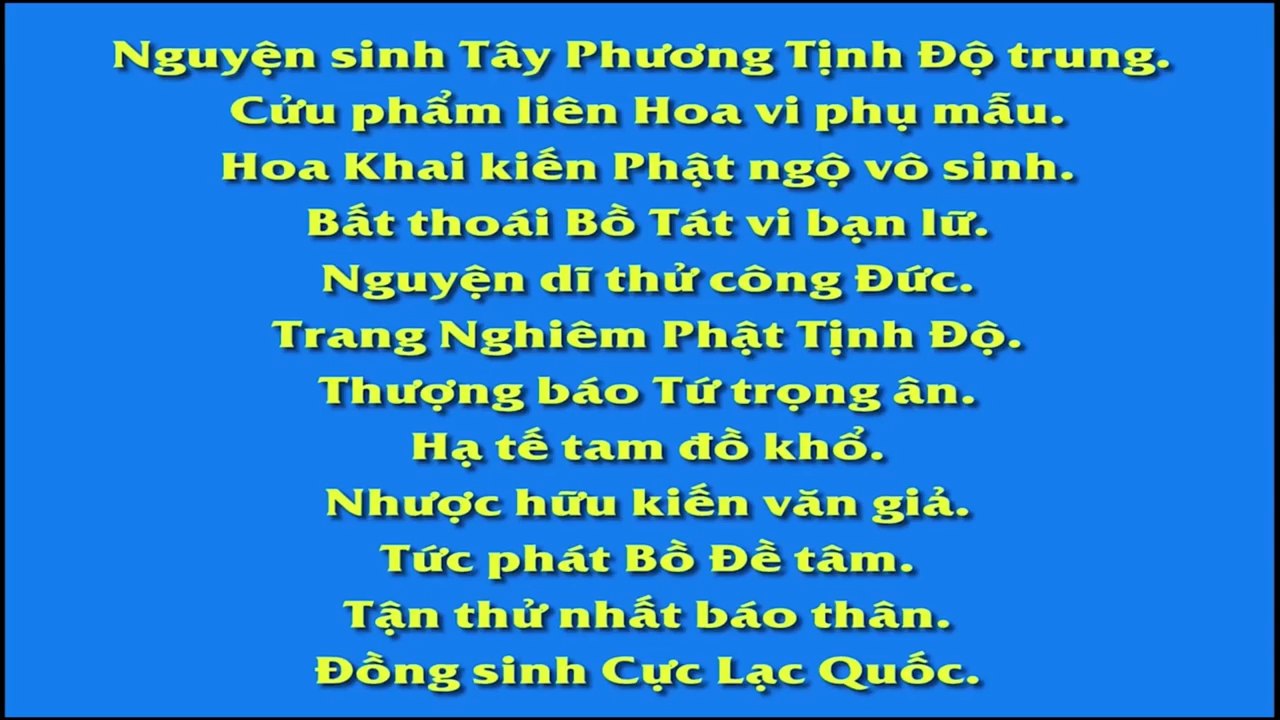 Nguyện sinh Tây Phương Tịnh Độ trung.
Cửu phẩm liên Hoa vi phụ mẫu.
Hoa Khai kiến Phật ngộ vô sinh.
Bất thoái Bồ Tát vi bạn lữ.
Nguyện dĩ thử công Đức.
Trang Nghiêm Phật Tịnh Độ.
Thượng báo Tứ trọng ân.
Hạ tế tam đồ khổ.
Nhược hữu kiến văn giả.
Tức phát Bồ Đề tâm.
Tận thử nhất báo thân.
Đồng sinh Cực Lạc Quốc.